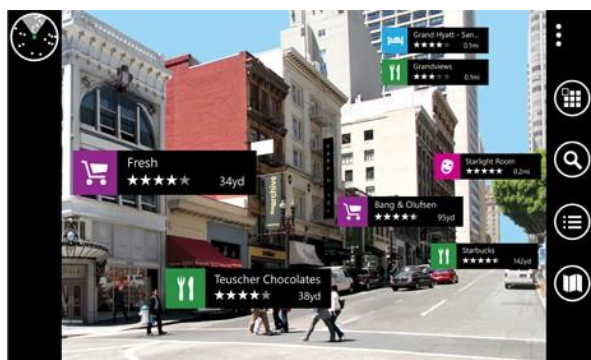 Grand Hyatt - San...
0.1mi
Grandviews
0.1mi
Fresh
34yd
Starlight Room
0.2mi
Bang & Olufsen
95yd
Starbucks
142yd
Teuscher Chocolates
38yd
archive